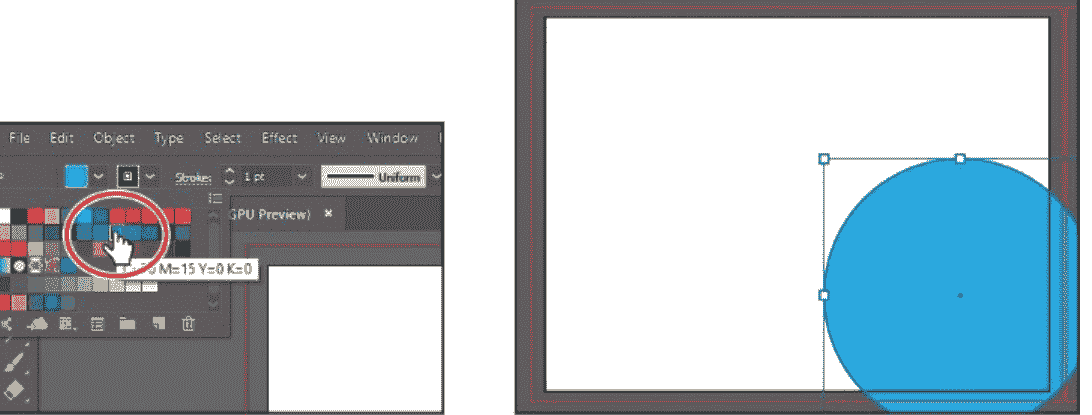 File Edit Object Type Select Effect View Window
Stroke: 1 pt Uniform
GPU Preview) ×
M=15 Y=0 K=0